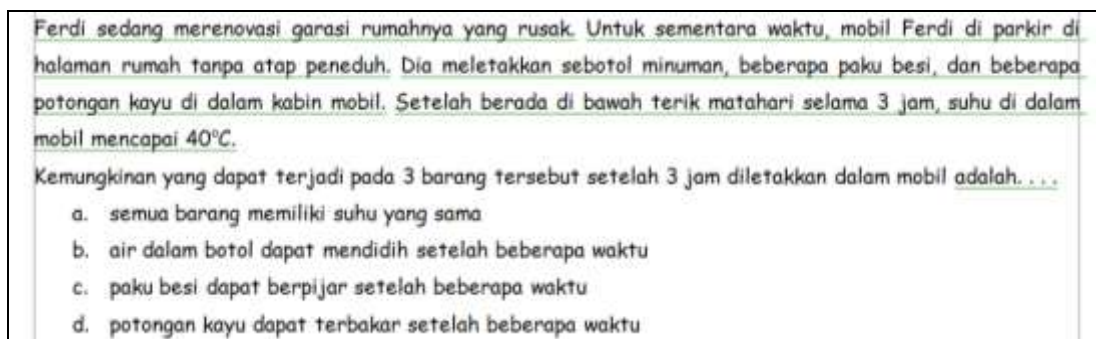 Ferdi sedang merenovasi garasi rumahnya yang rusak. Untuk sementara waktu, mobil Ferdi di parkir di
halaman rumah tanpa atap peneduh. Dia meletakkan sebotol minuman, beberapa paku besi, dan beberapa
potongan kayu di dalam kabin mobil. Setelah berada di bawah terik matahari selama 3 jam, suhu di dalam
mobil mencapai 40°C.
Kemungkinan yang dapat terjadi pada 3 barang tersebut setelah 3 jam diletakkan dalam mobil adalah. . . .
a. semua barang memiliki suhu yang sama
b. air dalam botol dapat mendidih setelah beberapa waktu
c. paku besi dapat berpijar setelah beberapa waktu
d. potongan kayu dapat terbakar setelah beberapa waktu